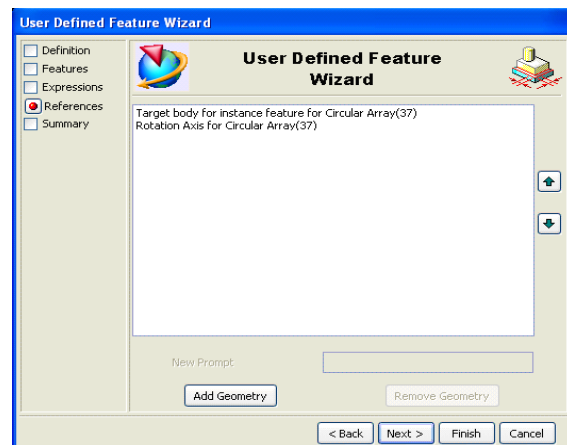 User Defined Feature Wizard
Definition
Features
Expressions
References
Summary
User Defined Feature
Wizard
Target body for instance feature for Circular Array(37)
Rotation Axis for Circular Array(37)
New Prompt
Add Geometry
Remove Geometry
< Back
Next >
Finish
Cancel